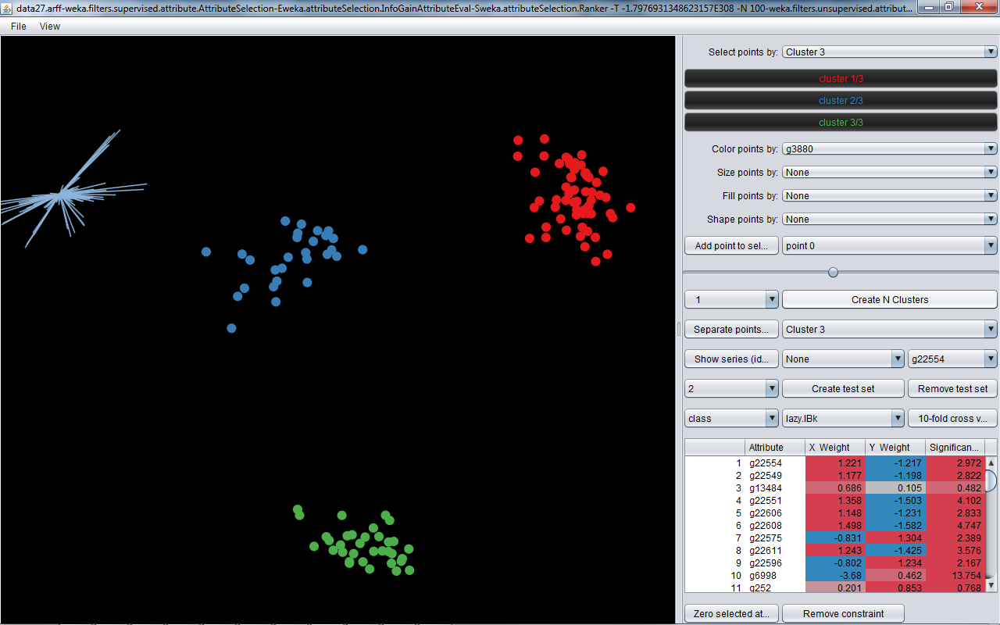 data27.arff-weka.filters.supervised.attribute.AttributeSelection-Eweka.attributeSelection.InfoGainAttributeEval-Sweka.attributeSelection.Ranker -T -1.7976931348623157E308 -N 100-weka.filters.unsupervised.attribut...
File View
Select points by: Cluster 3
cluster 1/3
cluster 2/3
cluster 3/3
Color points by: g3880
Size points by: None
Fill points by: None
Shape points by: None
Add point to sel... point 0
1 Create N Clusters
Separate points... Cluster 3
Show series (id... None g22554
2 Create test set Remove test set
class lazy.IBk 10-fold cross v...
Attribute X Weight Y Weight Significan...
1 g22554 1.221 -1.217 2.972
2 g22549 1.177 -1.198 2.822
3 g13484 0.686 0.105 0.482
4 g22551 1.358 -1.503 4.102
5 g22606 1.148 -1.231 2.833
6 g22608 1.498 -1.582 4.747
7 g22575 -0.831 1.304 2.389
8 g22611 1.243 -1.425 3.576
9 g22596 -0.802 1.234 2.167
10 g6998 -3.68 0.462 13.754
11 g252 0.201 0.853 0.768
Zero selected at... Remove constraint